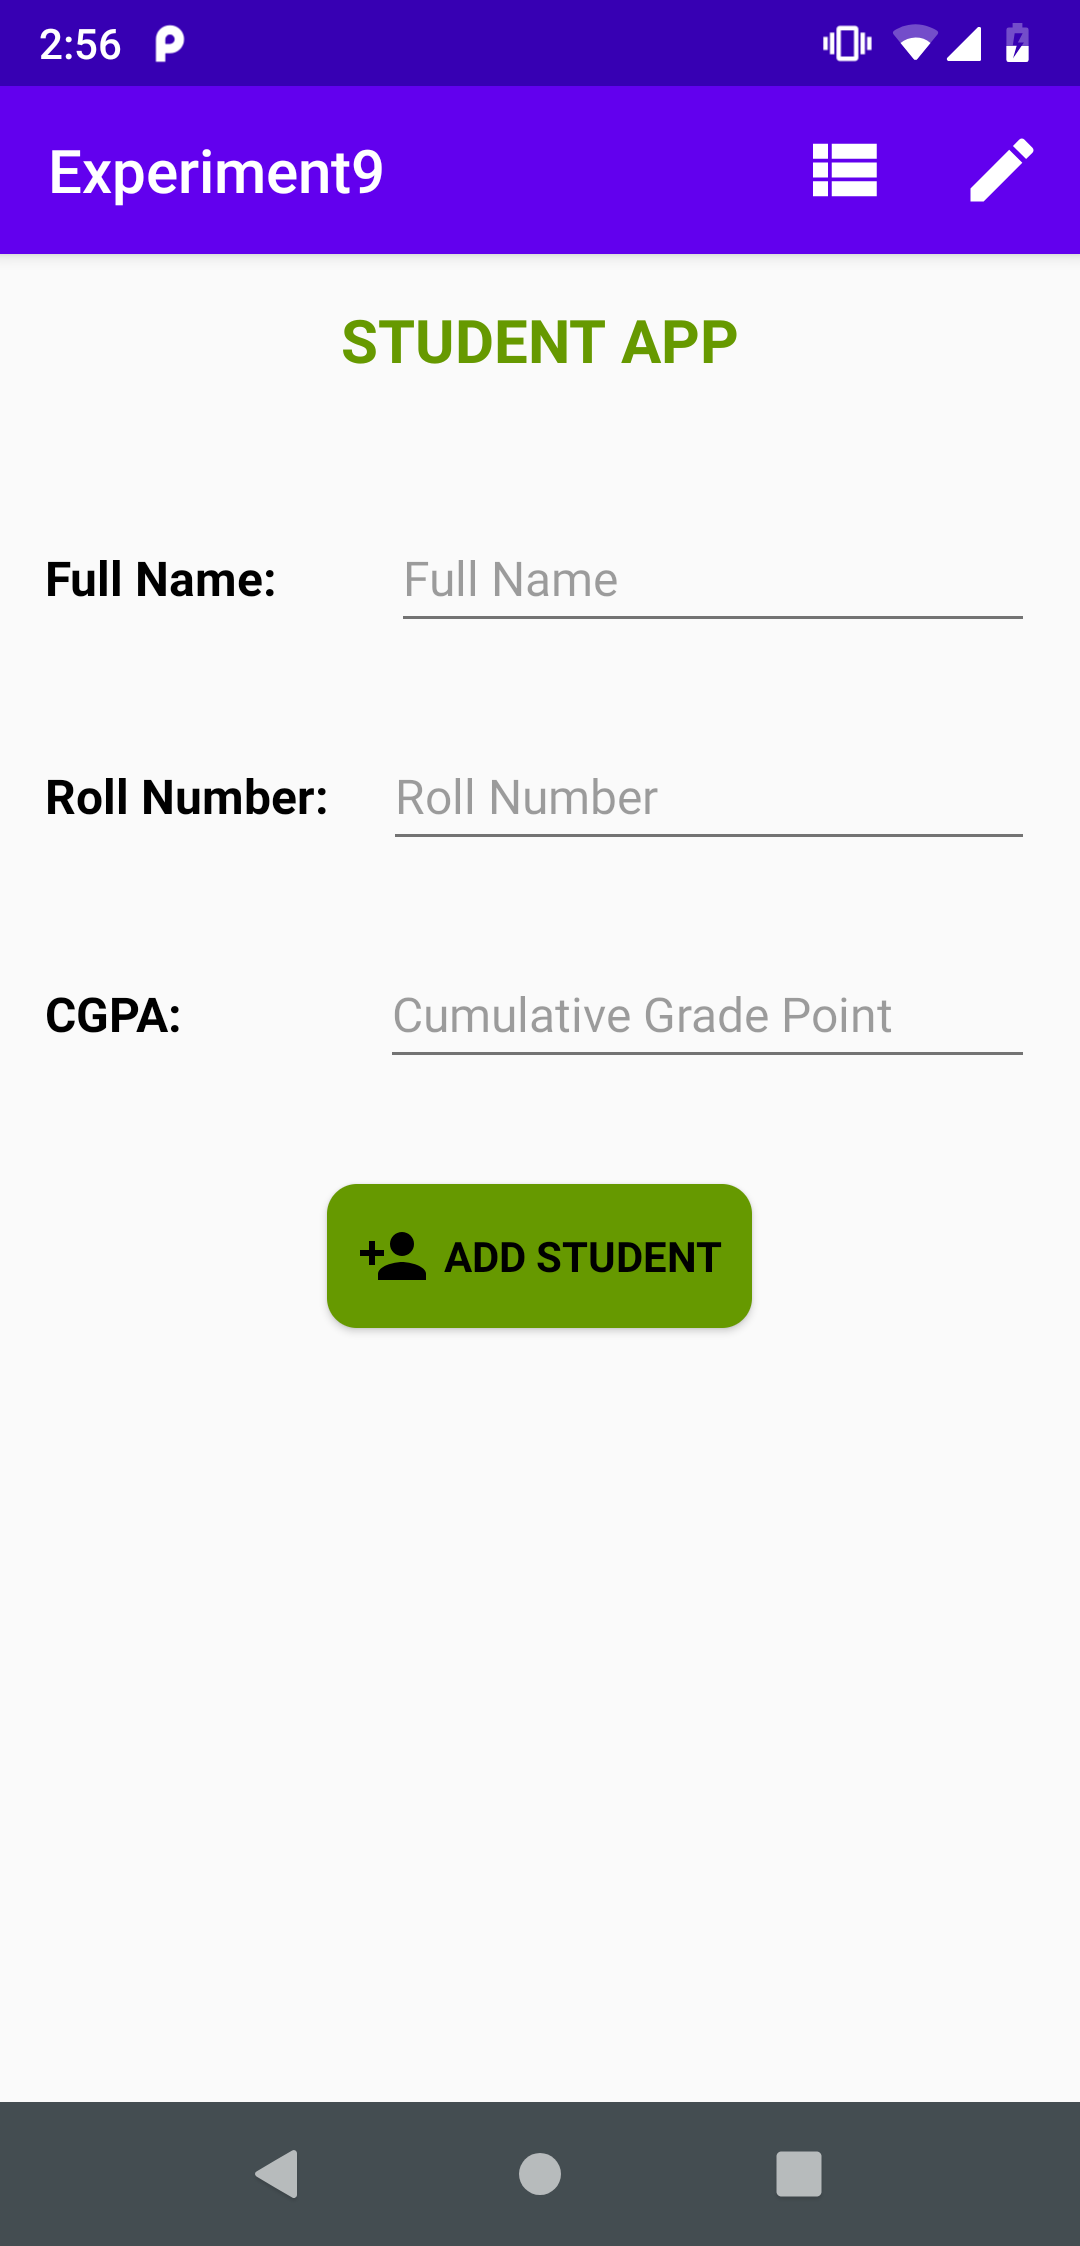 2:56
Experiment9
STUDENT APP
Full Name: Full Name
Roll Number: Roll Number
CGPA: Cumulative Grade Point
ADD STUDENT